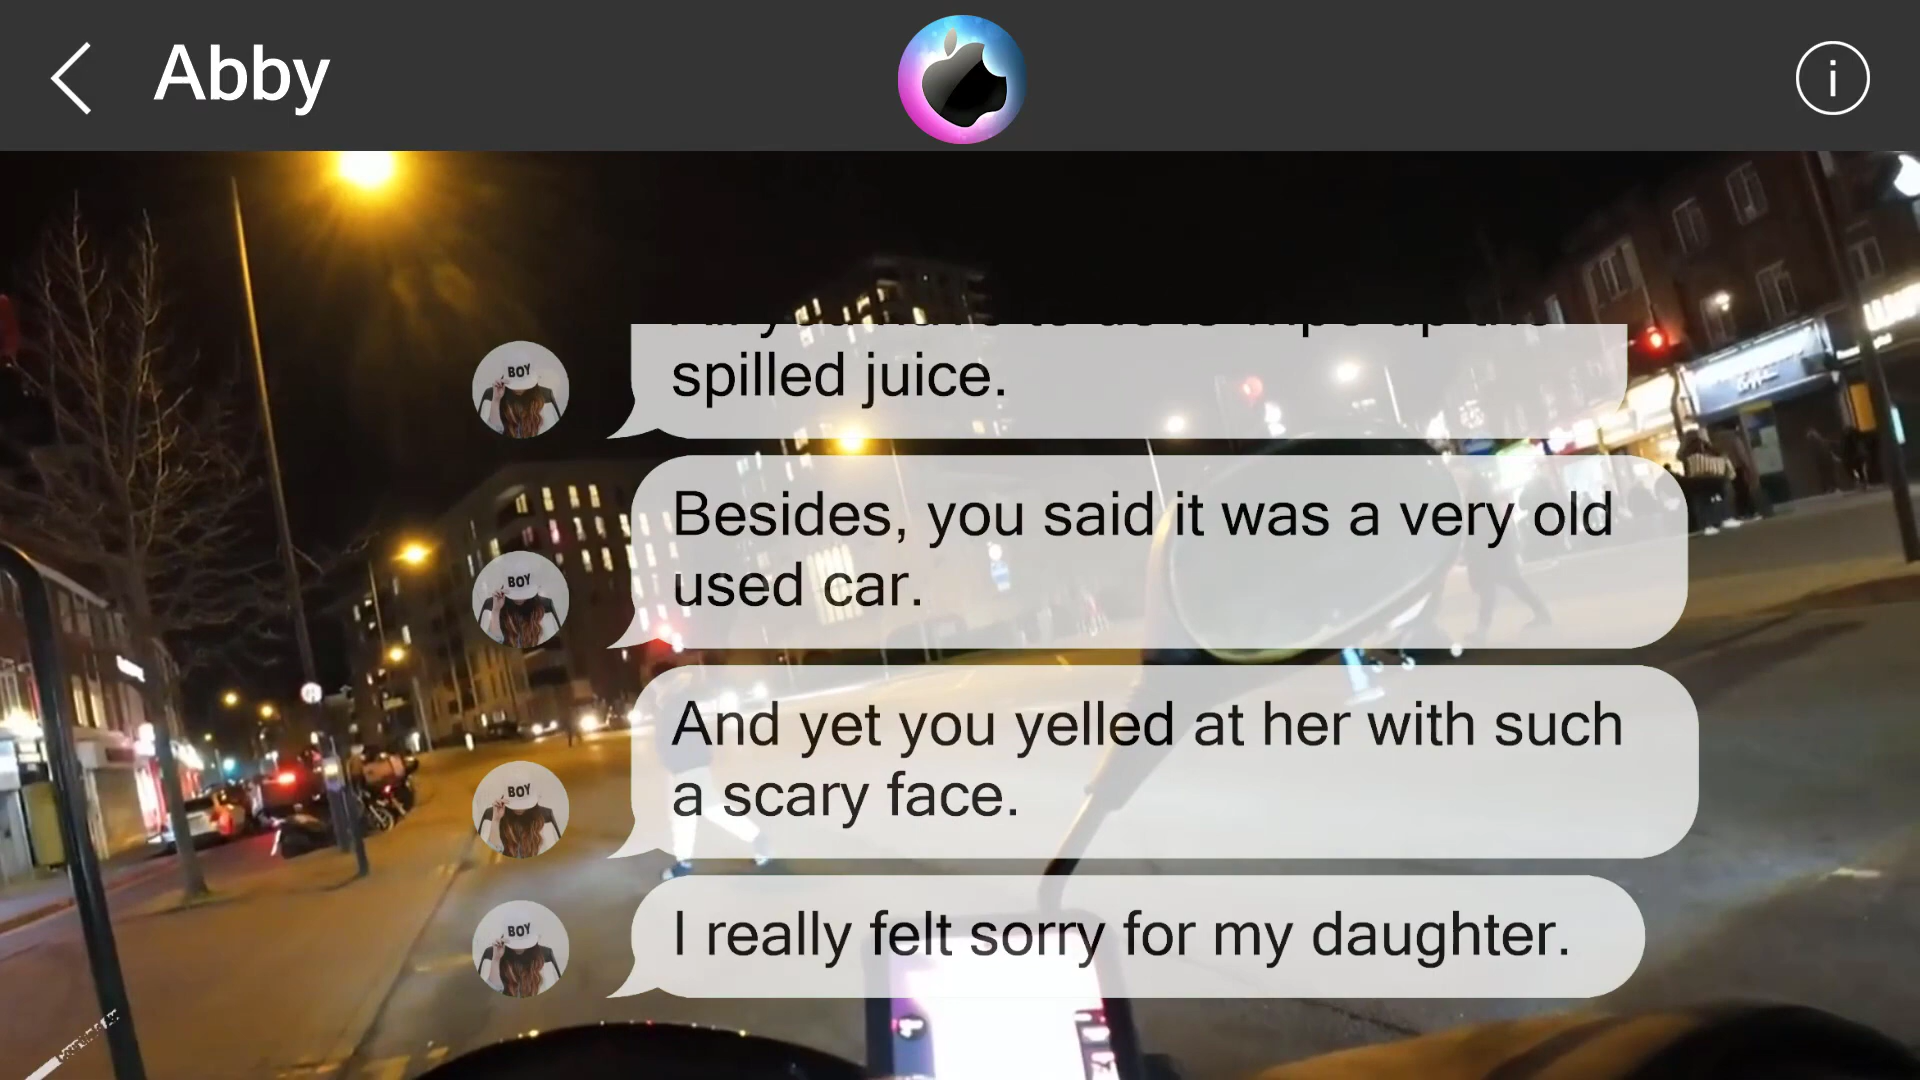 Abby
spilled juice.
BOY
Besides, you said it was a very old
used car.
BOY
And yet you yelled at her with such
a scary face.
BOY
I really felt sorry for my daughter.
BOY